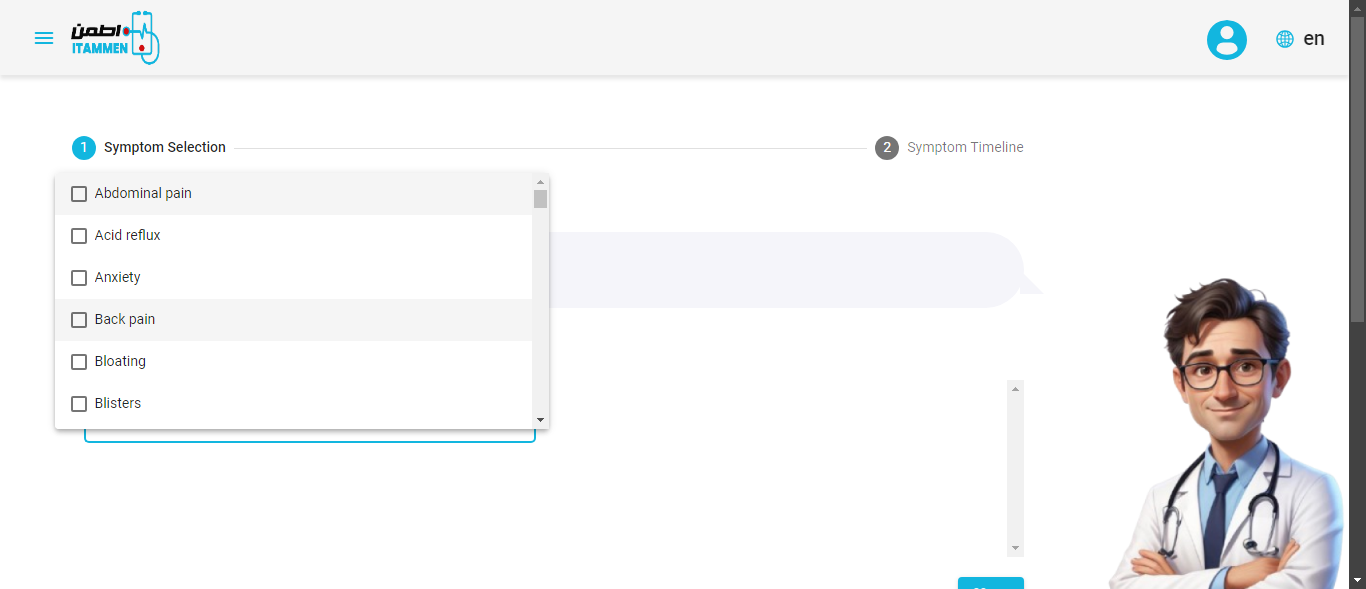 اطمن
ITAMMEN
en
1 Symptom Selection
2 Symptom Timeline
Abdominal pain
Acid reflux
Anxiety
Back pain
Bloating
Blisters